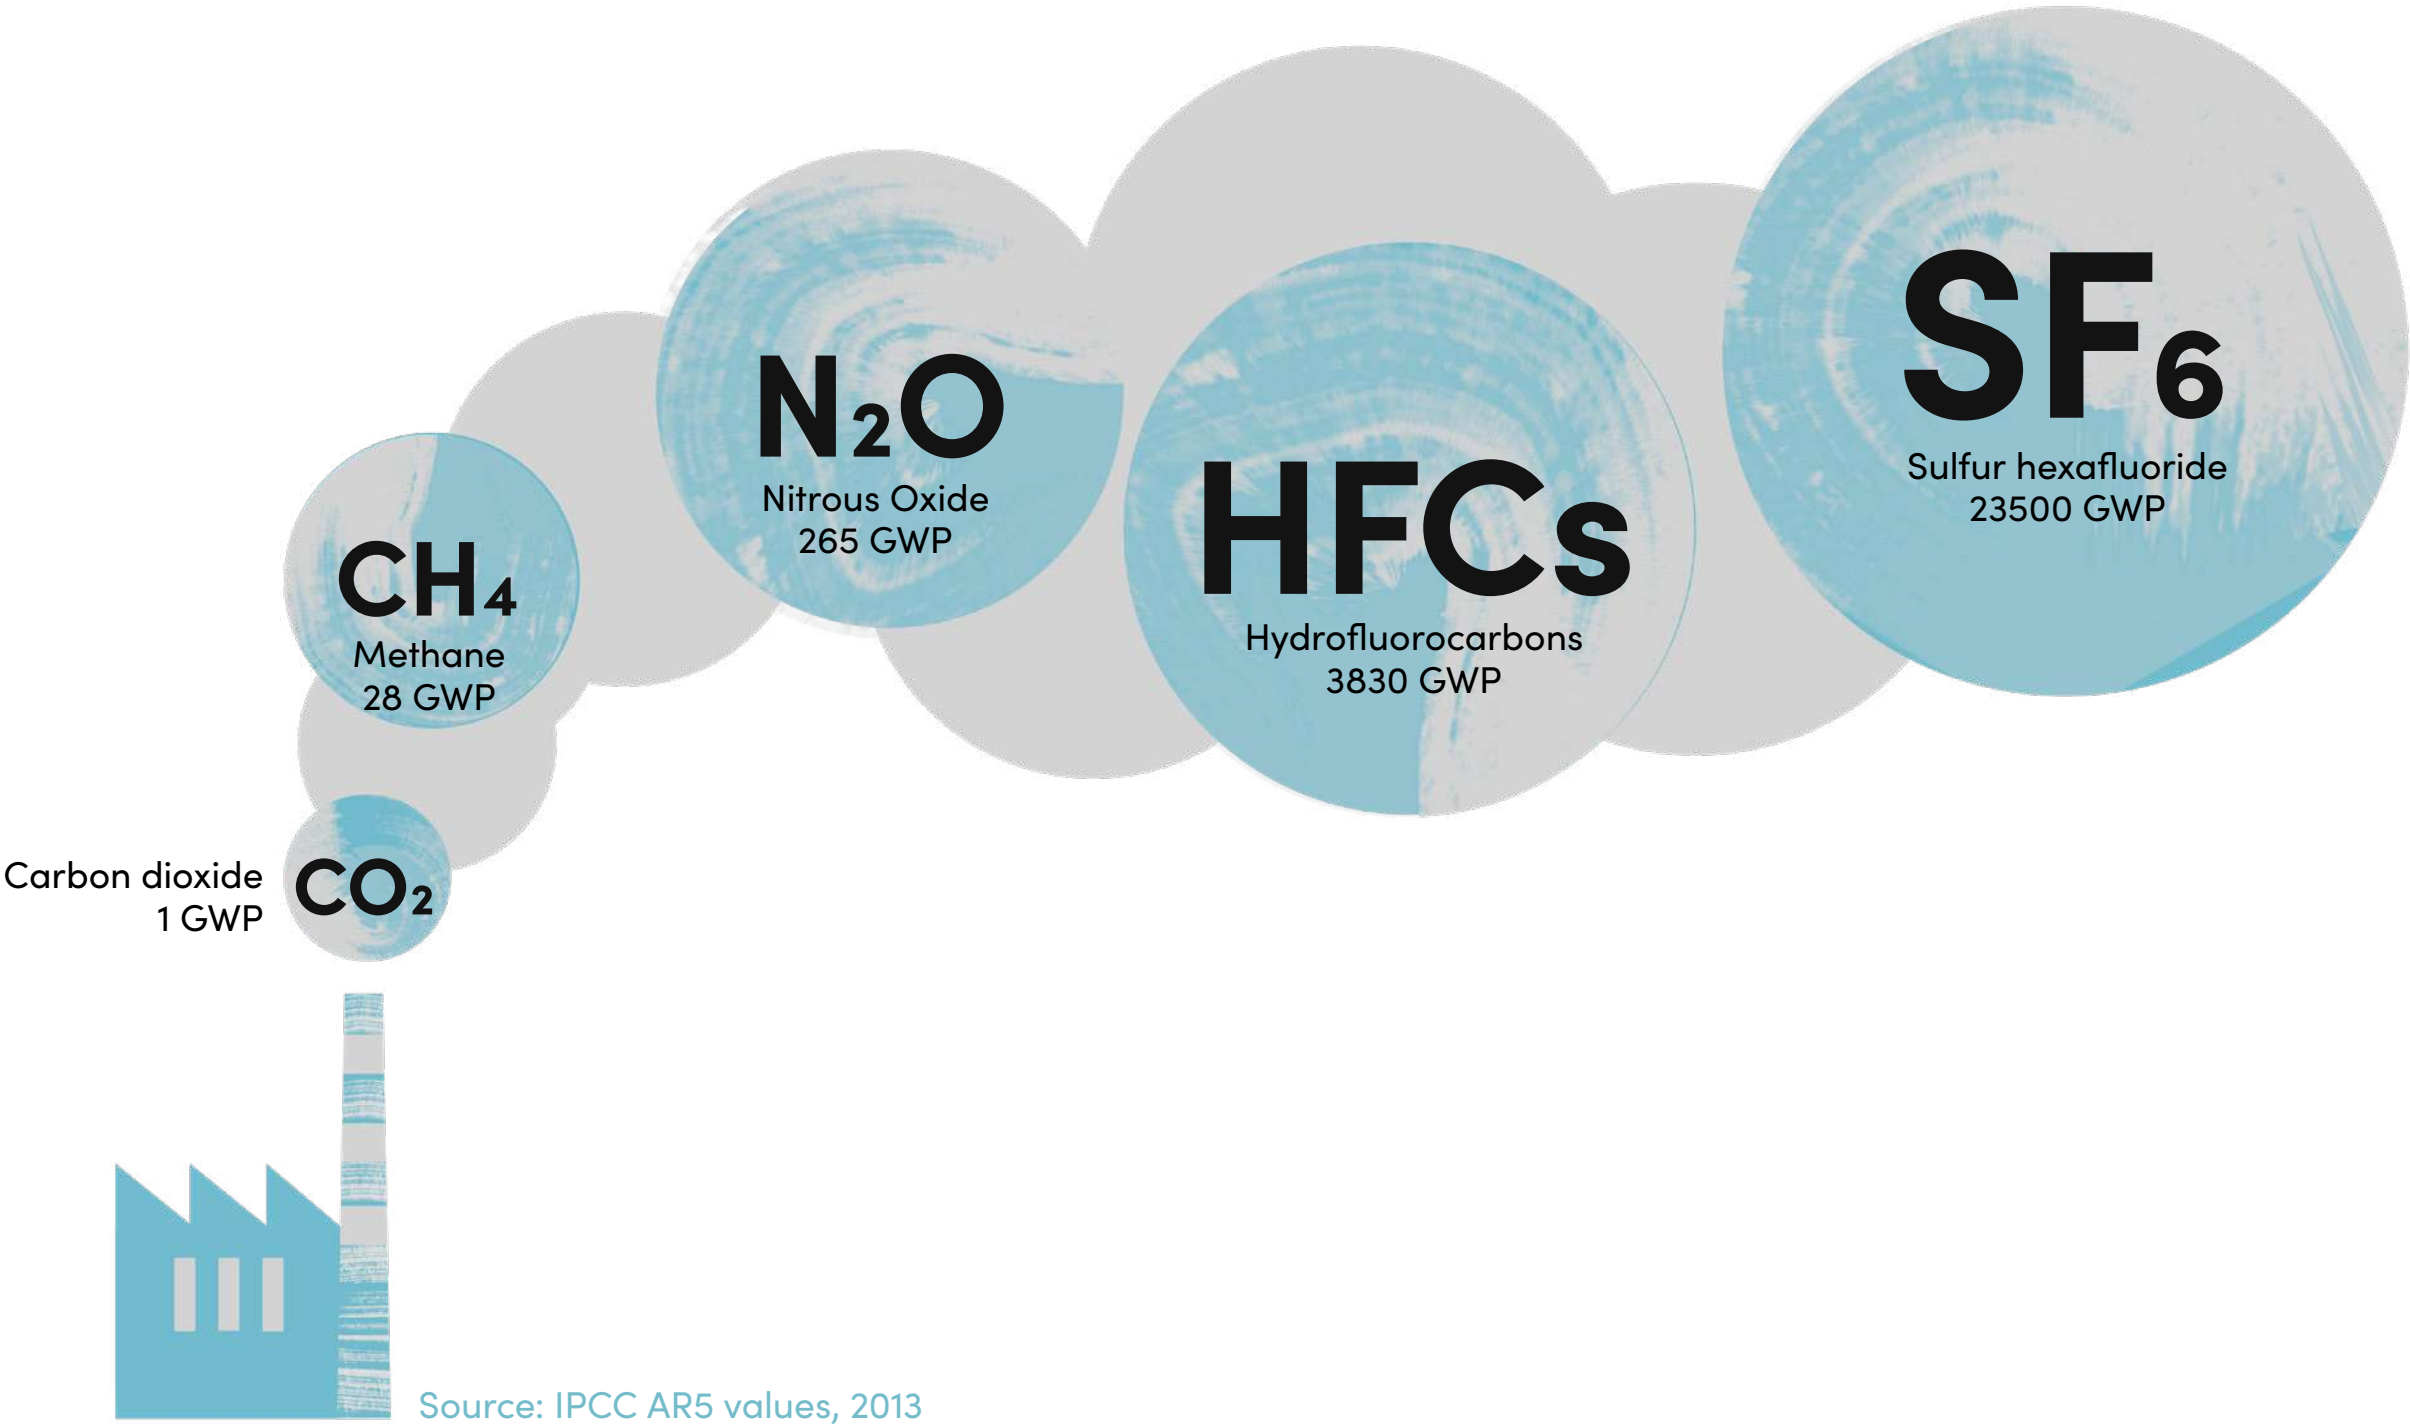 SF6
Sulfur hexafluoride
23500 GWP
N2O
Nitrous Oxide
265 GWP
HFCs
Hydrofluorocarbons
3830 GWP
CH4
Methane
28 GWP
Carbon dioxide
1 GWP
CO2
Source: IPCC AR5 values, 2013